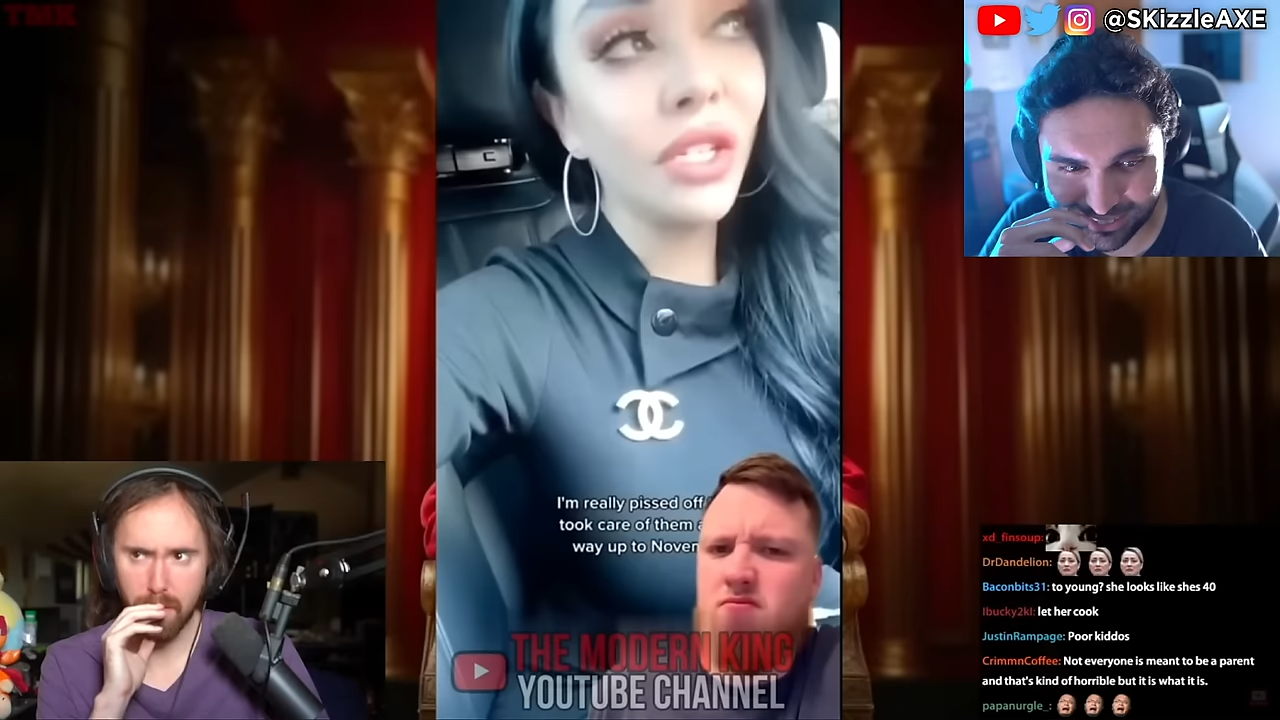 TMK
@SKizzleAXE
C
I'm really pissed off
took care of them
way up to Novem
THE MODERN KING
YOUTUBE CHANNEL
xd_finsoup:
DrDandelion:
Baconbits31: to young? she looks like shes 40
lbucky2kl: let her cook
JustinRampage: Poor kiddos
CrimmnCoffee: Not everyone is meant to be a parent
and that's kind of horrible but it is what it is.
papanurgle_: